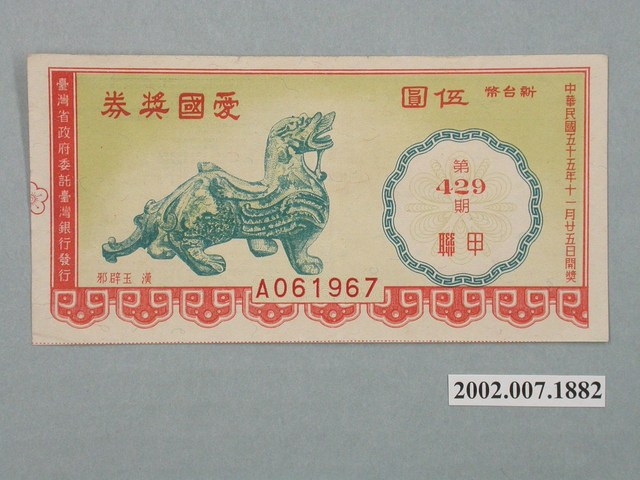 愛國獎券
新台幣 伍圓
中華民國五十五年十一月廿五日開獎
第
429
期
甲聯
臺灣省政府委託臺灣銀行發行
漢玉辟邪
A061967
2002.007.1882